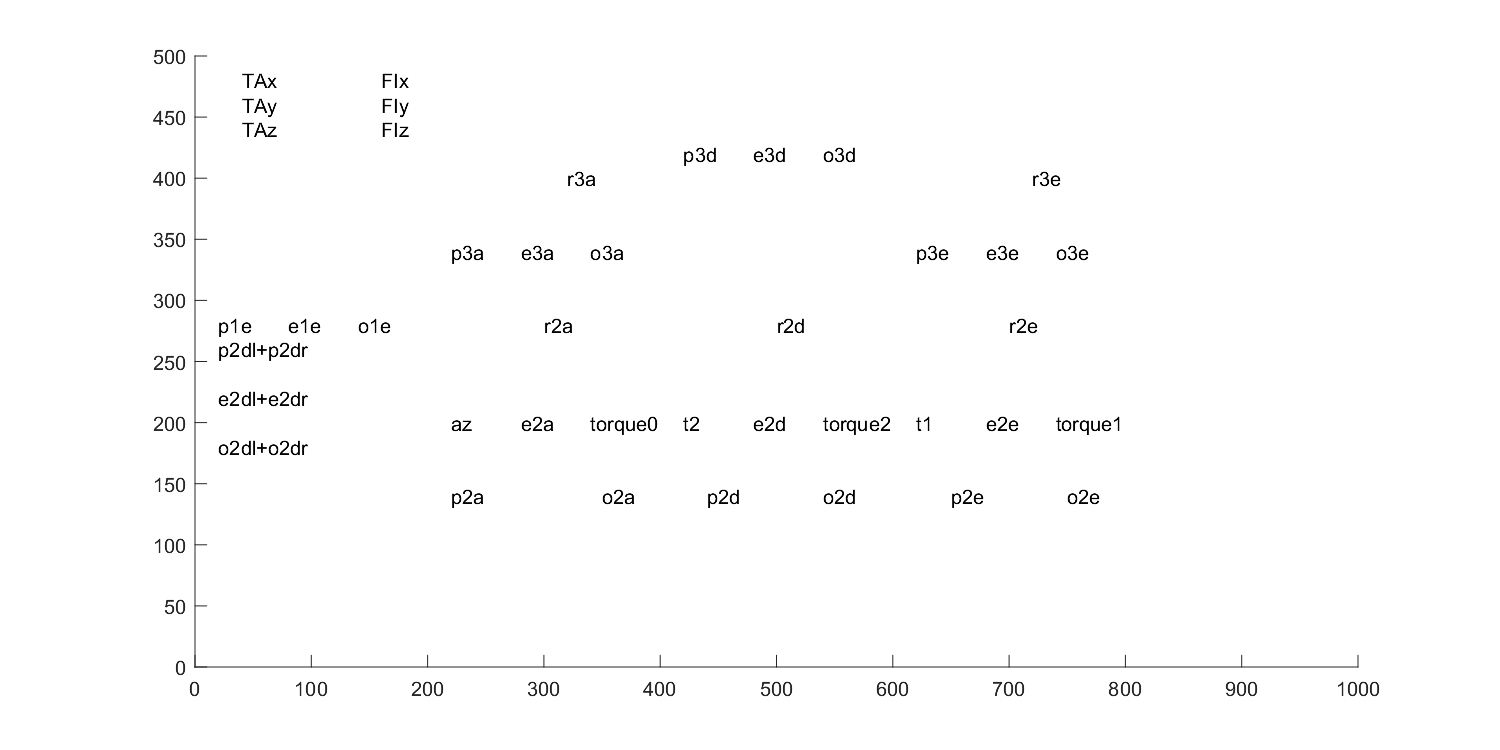 500
TAx FIx
TAy FIy
450
TAz FIz
p3d e3d o3d
400 r3a r3e
350
p3a e3a o3a p3e e3e o3e
300
p1e e1e o1e r2a r2d r2e
p2dl+p2dr
250
e2dl+e2dr
200 az e2a torque0 t2 e2d torque2 t1 e2e torque1
o2dl+o2dr
150
p2a o2a p2d o2d p2e o2e
100
50
0
0 100 200 300 400 500 600 700 800 900 1000